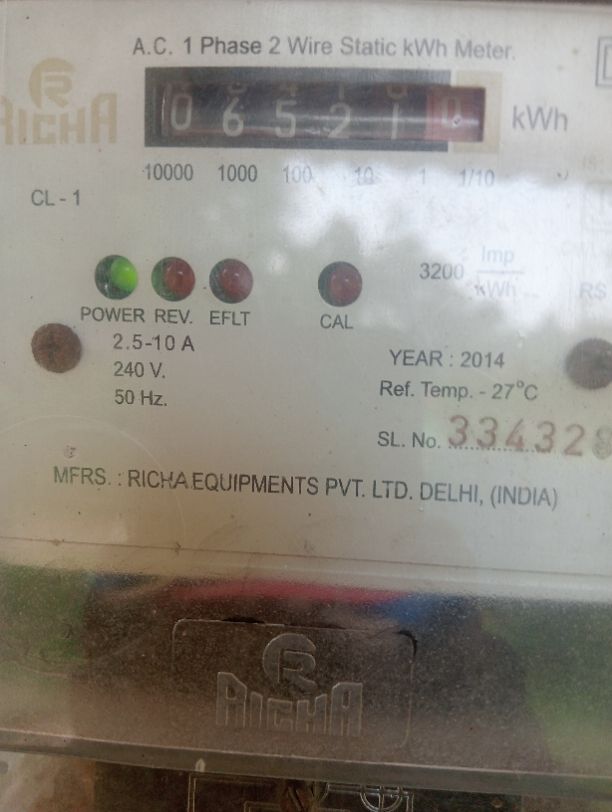 A.C. 1 Phase 2 Wire Static kWh Meter.
RICHA
0 6 5 2 1
kWh
10000 1000 100 10 1 1/10
CL - 1
3200 Imp
kWh
RS
POWER REV. EFLT CAL
2.5-10 A
240 V.
50 Hz.
YEAR : 2014
Ref. Temp. - 27°C
SL. No. 334328
MFRS. : RICHA EQUIPMENTS PVT. LTD. DELHI, (INDIA)
RICHA